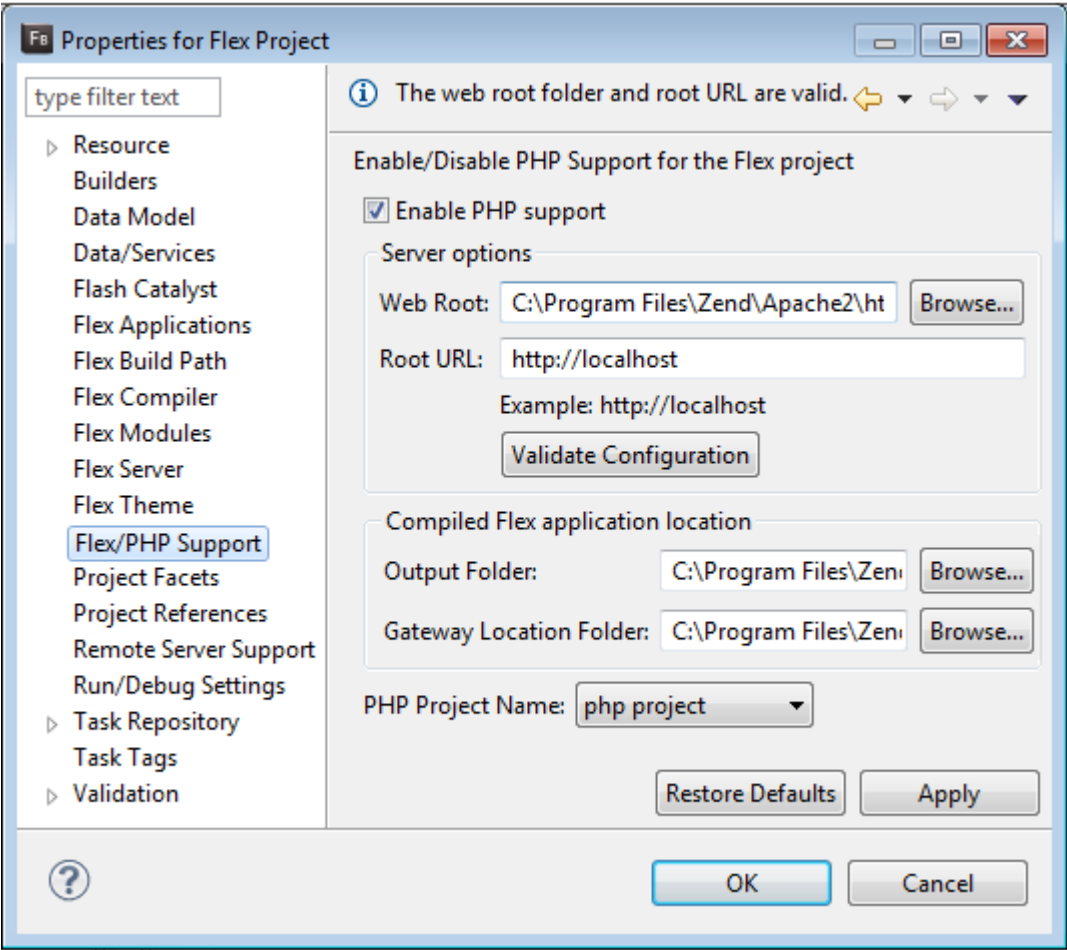 FB Properties for Flex Project
type filter text
Resource
Builders
Data Model
Data/Services
Flash Catalyst
Flex Applications
Flex Build Path
Flex Compiler
Flex Modules
Flex Server
Flex Theme
Flex/PHP Support
Project Facets
Project References
Remote Server Support
Run/Debug Settings
Task Repository
Task Tags
Validation
The web root folder and root URL are valid.
Enable/Disable PHP Support for the Flex project
Enable PHP support
Server options
Web Root: C:\Program Files\Zend\Apache2\ht Browse...
Root URL: http://localhost
Example: http://localhost
Validate Configuration
Compiled Flex application location
Output Folder: C:\Program Files\Zen Browse...
Gateway Location Folder: C:\Program Files\Zen Browse...
PHP Project Name: php project
Restore Defaults Apply
? OK Cancel